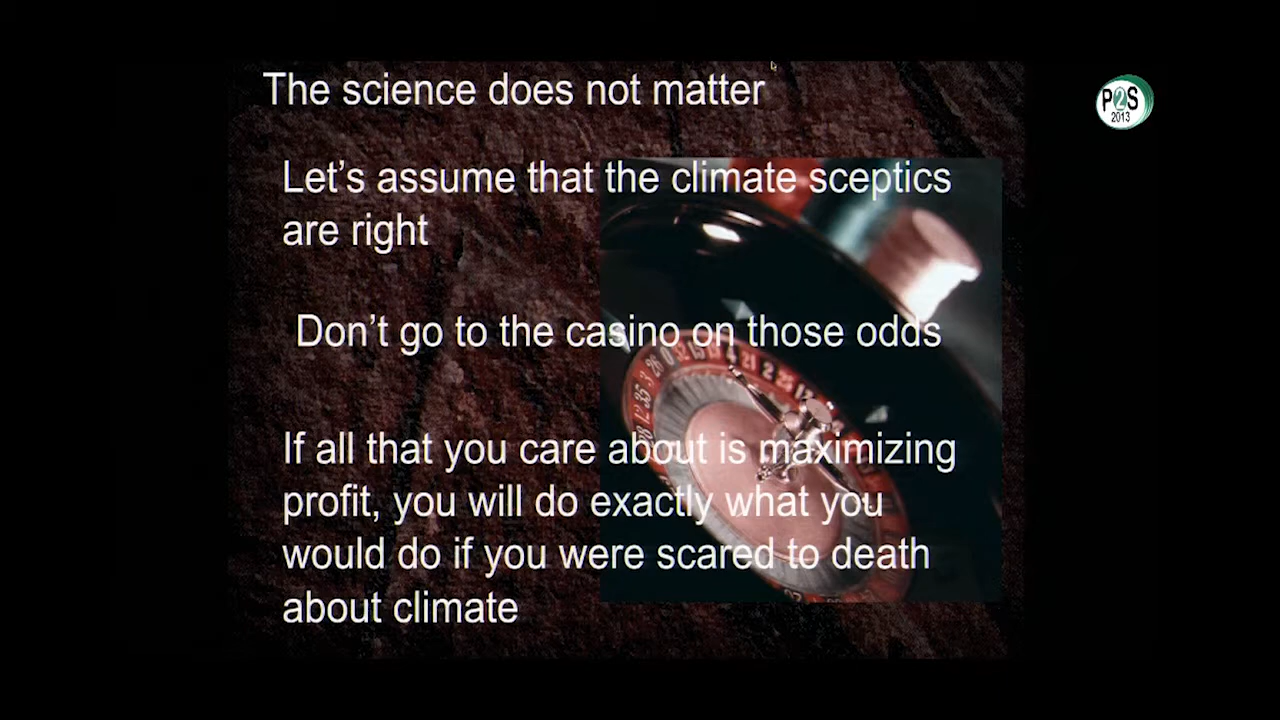 The science does not matter
P2S
2013
Let's assume that the climate sceptics
are right
Don't go to the casino on those odds
If all that you care about is maximizing
profit, you will do exactly what you
would do if you were scared to death
about climate